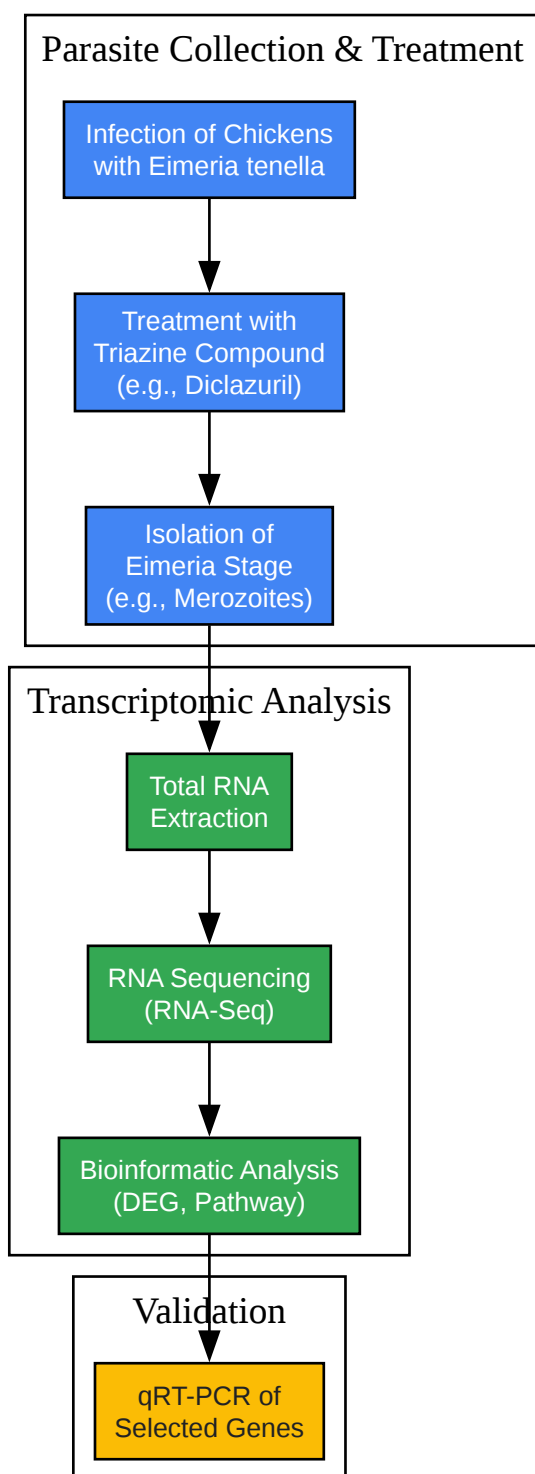 Parasite Collection & Treatment
Infection of Chickens
with Eimeria tenella
Treatment with
Triazine Compound
(e.g., Diclazuril)
Isolation of
Eimeria Stage
(e.g., Merozoites)
Transcriptomic Analysis
Total RNA
Extraction
RNA Sequencing
(RNA-Seq)
Bioinformatic Analysis
(DEG, Pathway)
Validation
qRT-PCR of
Selected Genes